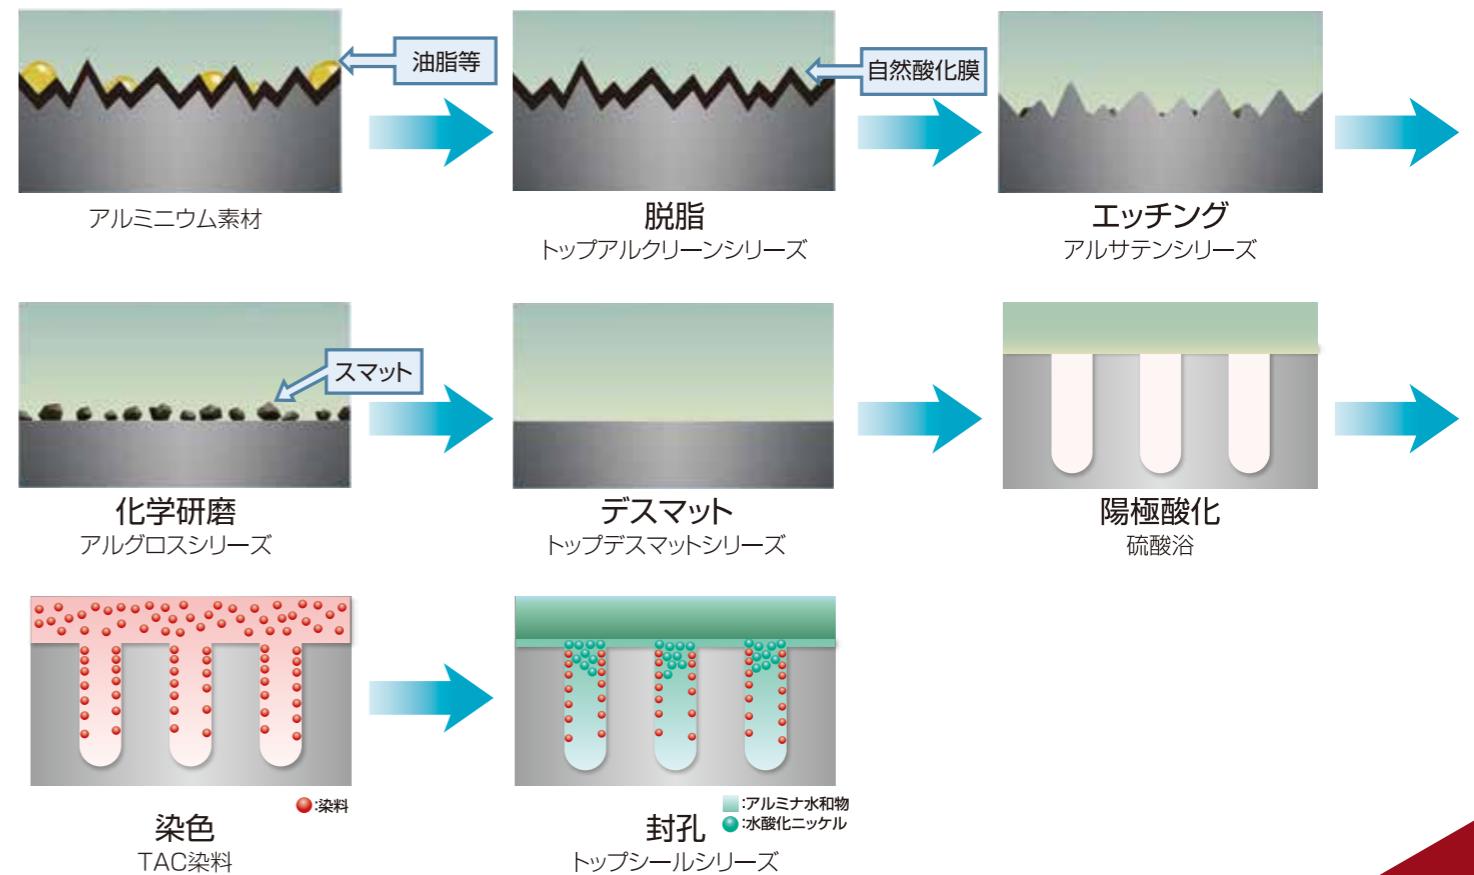 油脂等
自然酸化膜
アルミニウム素材
脱脂
トップアルクリーンシリーズ
エッチング
アルサテンシリーズ
スマット
化学研磨
アルグロスシリーズ
デスマット
トップデスマットシリーズ
陽極酸化
硫酸浴
:染料
染色
TAC染料
:アルミナ水和物
:水酸化ニッケル
封孔
トップシールシリーズ